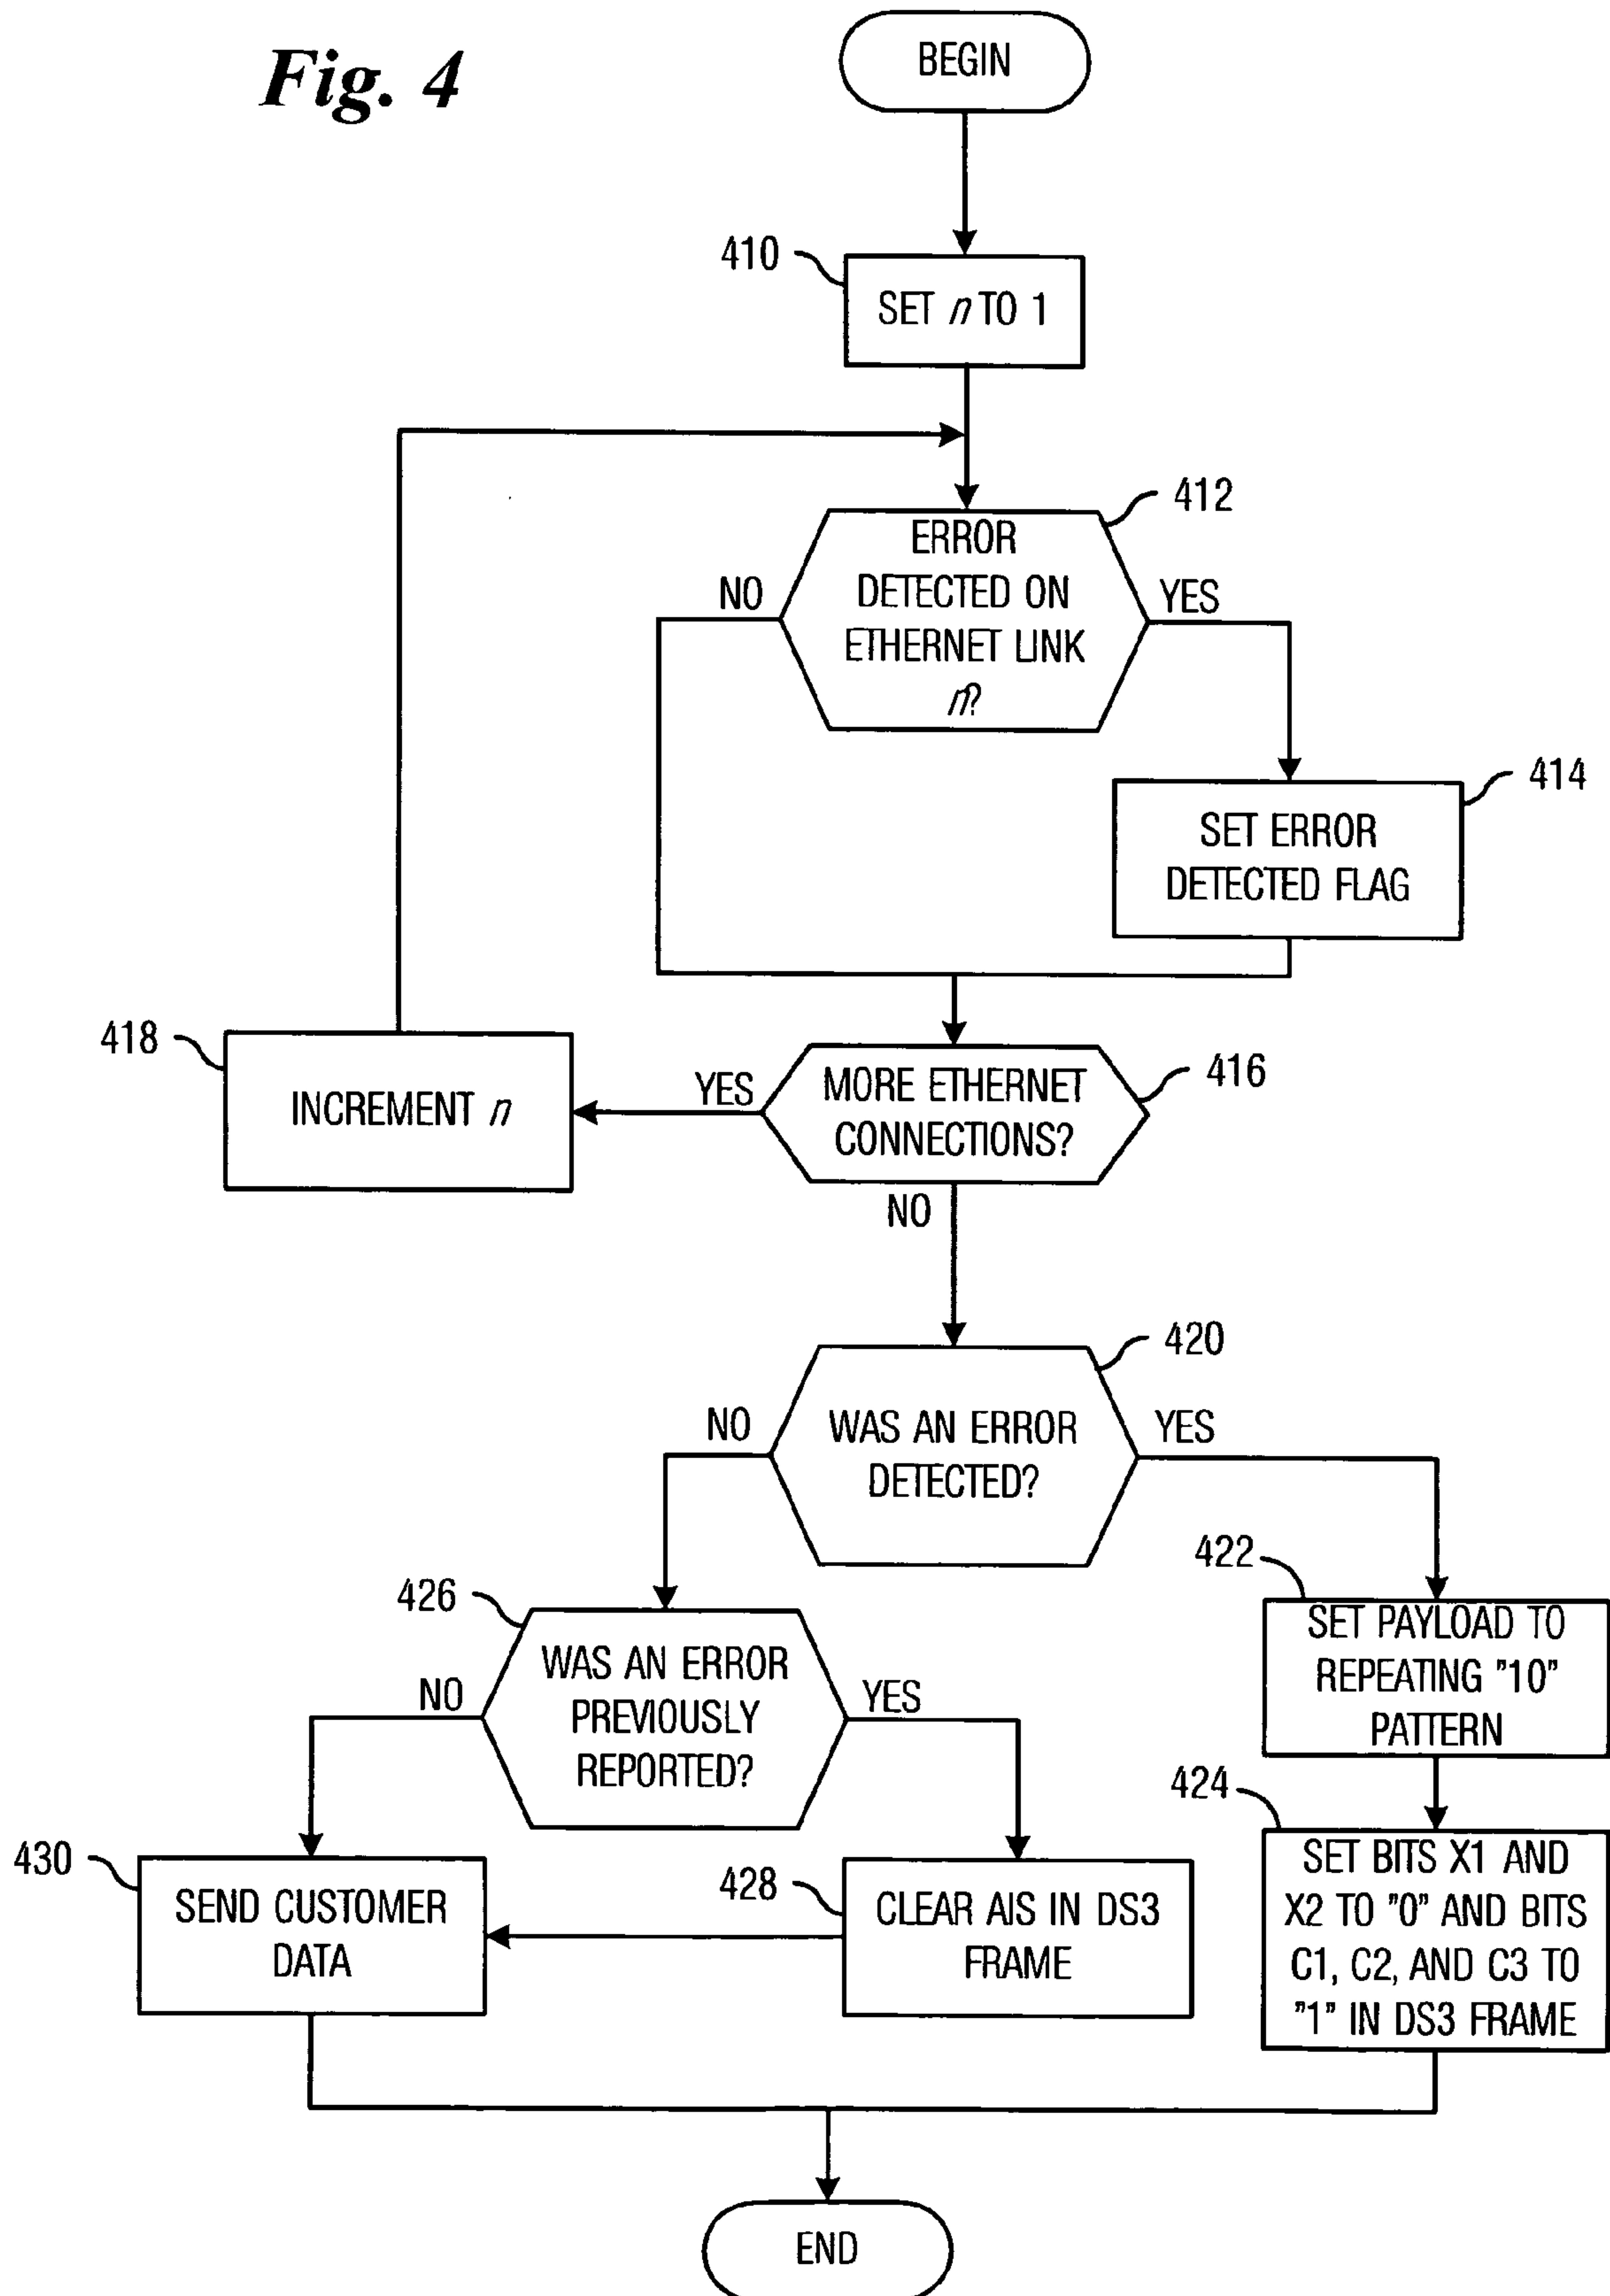 Fig. 4
BEGIN
410
SET n TO 1
412
ERROR
DETECTED ON
ETHERNET LINK
n?
NO
YES
414
SET ERROR
DETECTED FLAG
418
INCREMENT n
YES
MORE ETHERNET
CONNECTIONS?
416
NO
420
WAS AN ERROR
DETECTED?
NO
YES
422
SET PAYLOAD TO
REPEATING "10"
PATTERN
426
WAS AN ERROR
PREVIOUSLY
REPORTED?
NO
YES
424
SET BITS X1 AND
X2 TO "0" AND BITS
C1, C2, AND C3 TO
"1" IN DS3 FRAME
430
SEND CUSTOMER
DATA
428
CLEAR AIS IN DS3
FRAME
END